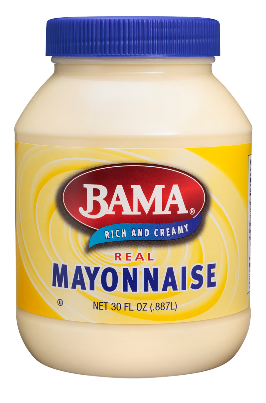 BAMA®
RICH AND CREAMY
REAL
MAYONNAISE
®
NET 30 FL OZ (.887L)